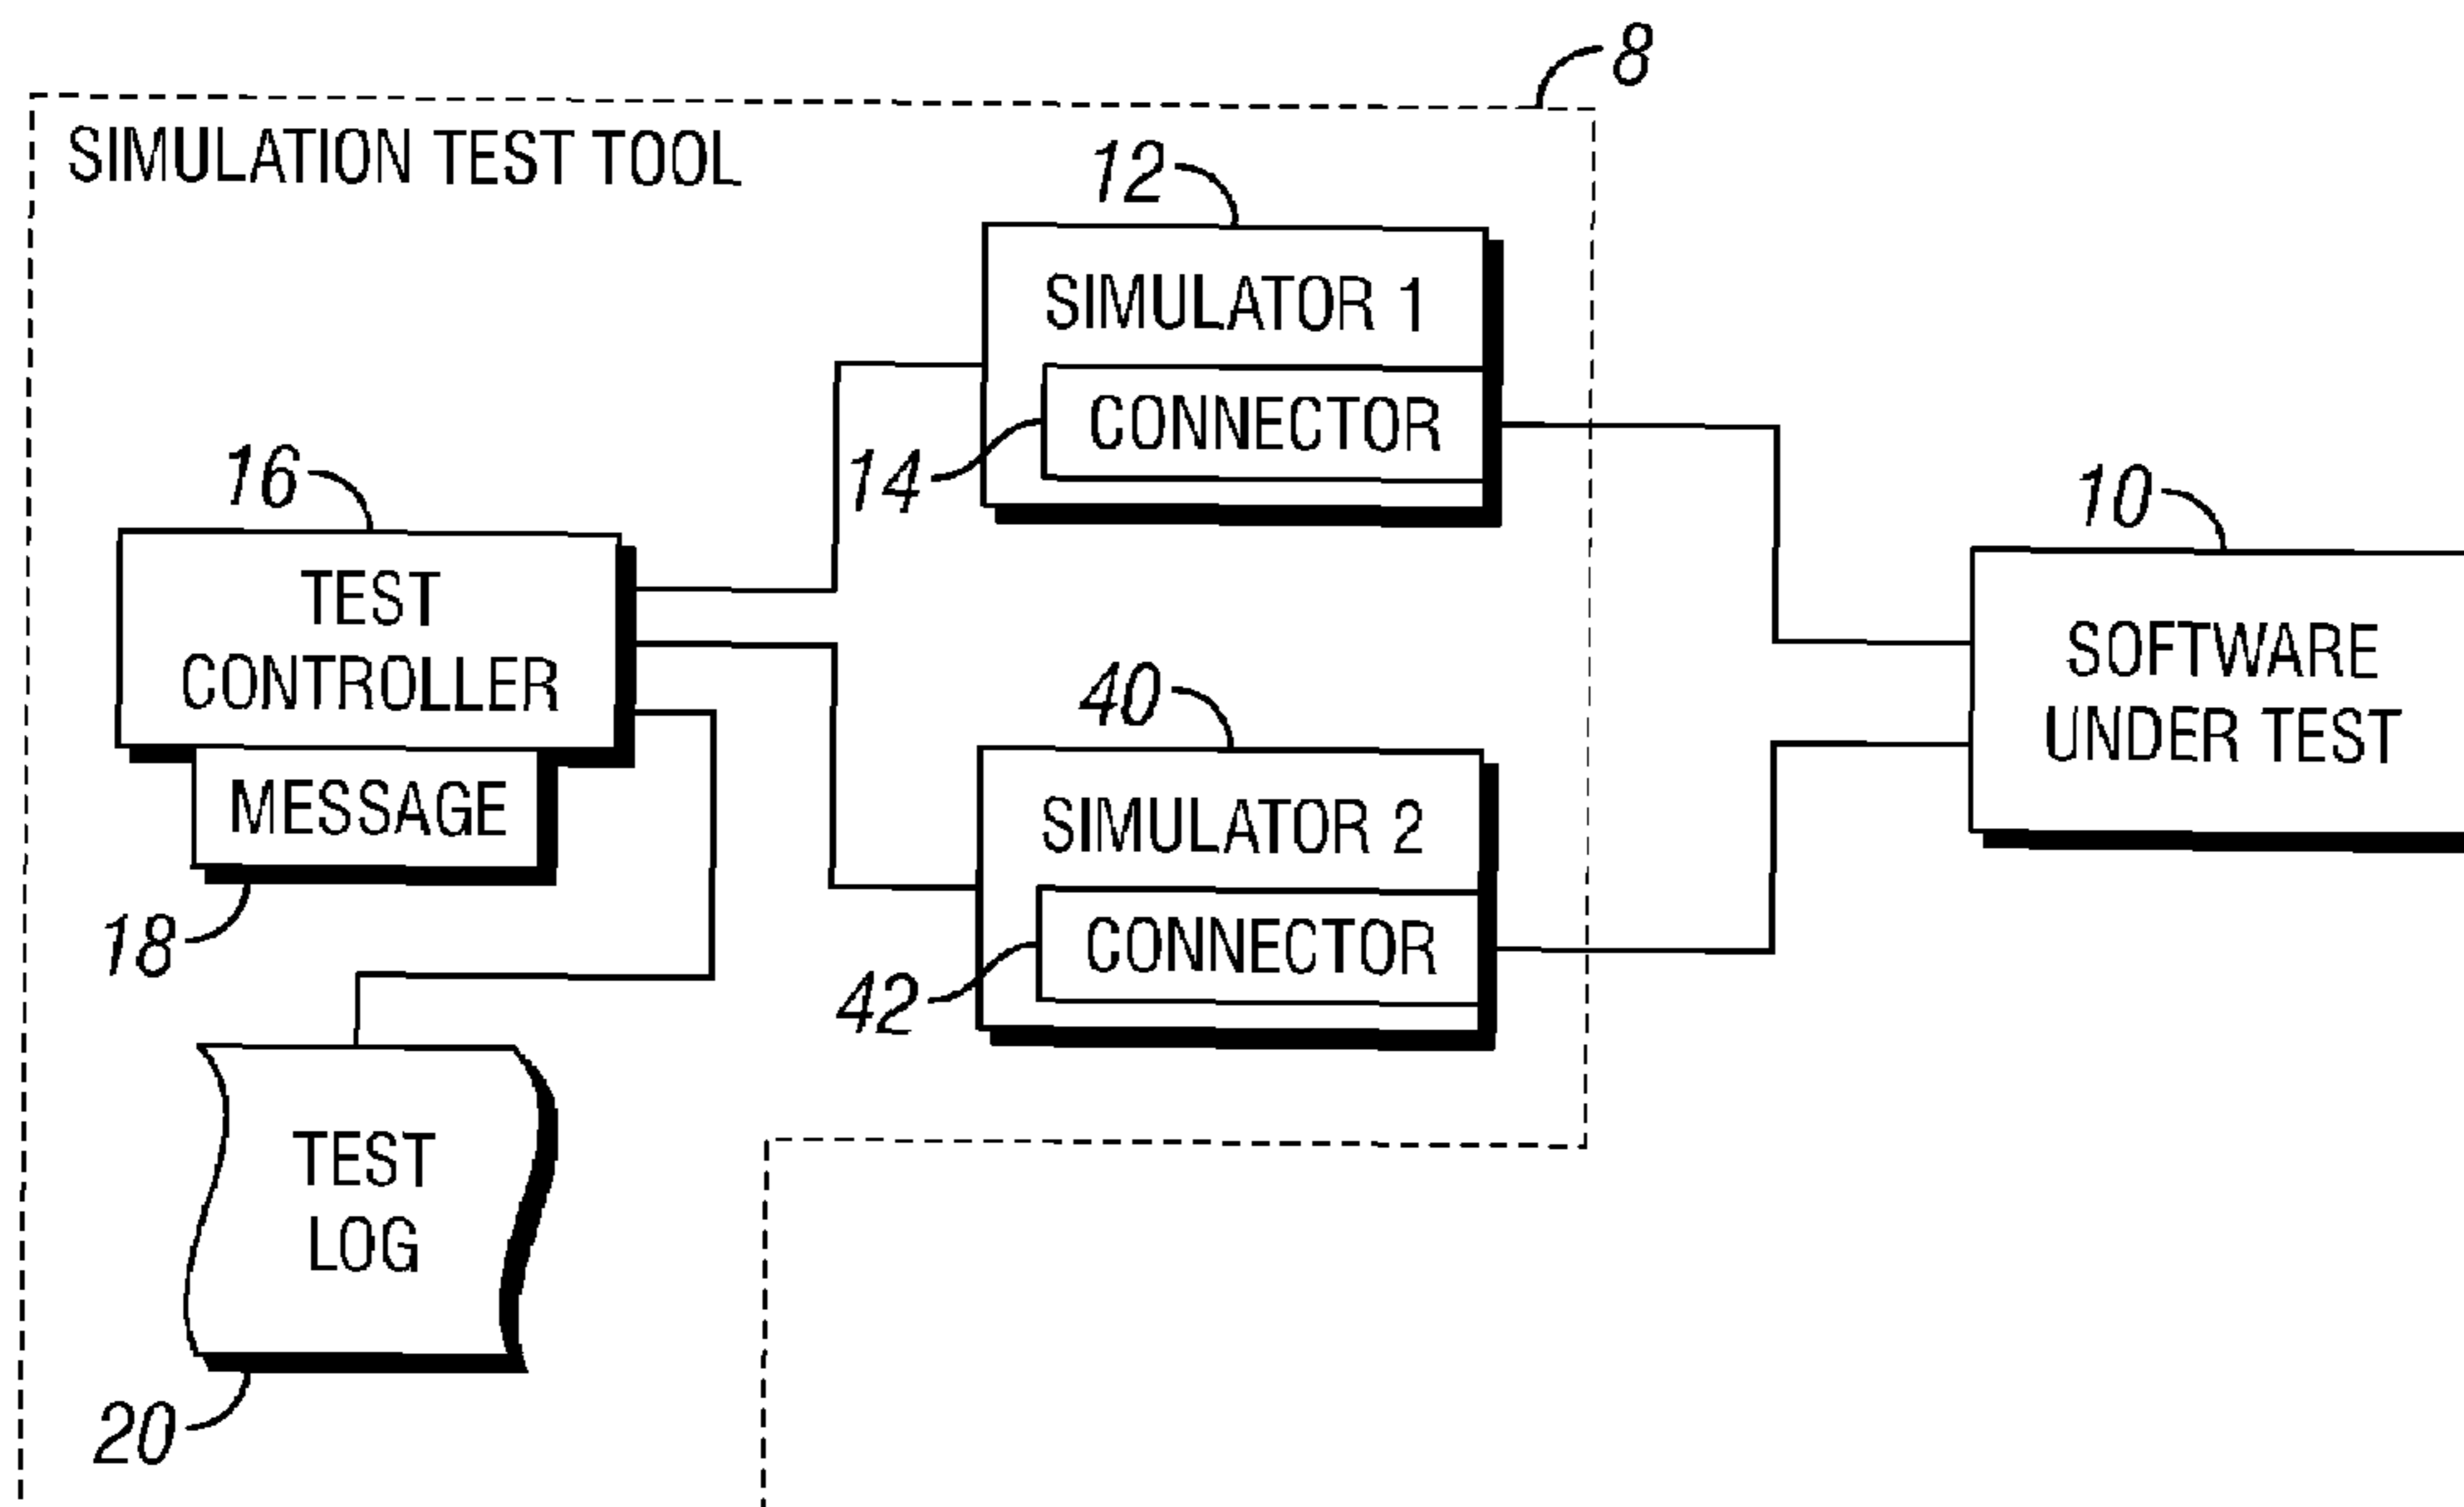 8
SIMULATION TEST TOOL
12
SIMULATOR 1
CONNECTOR
14
16
TEST
CONTROLLER
MESSAGE
18
10
SOFTWARE
UNDER TEST
40
SIMULATOR 2
CONNECTOR
42
TEST
LOG
20